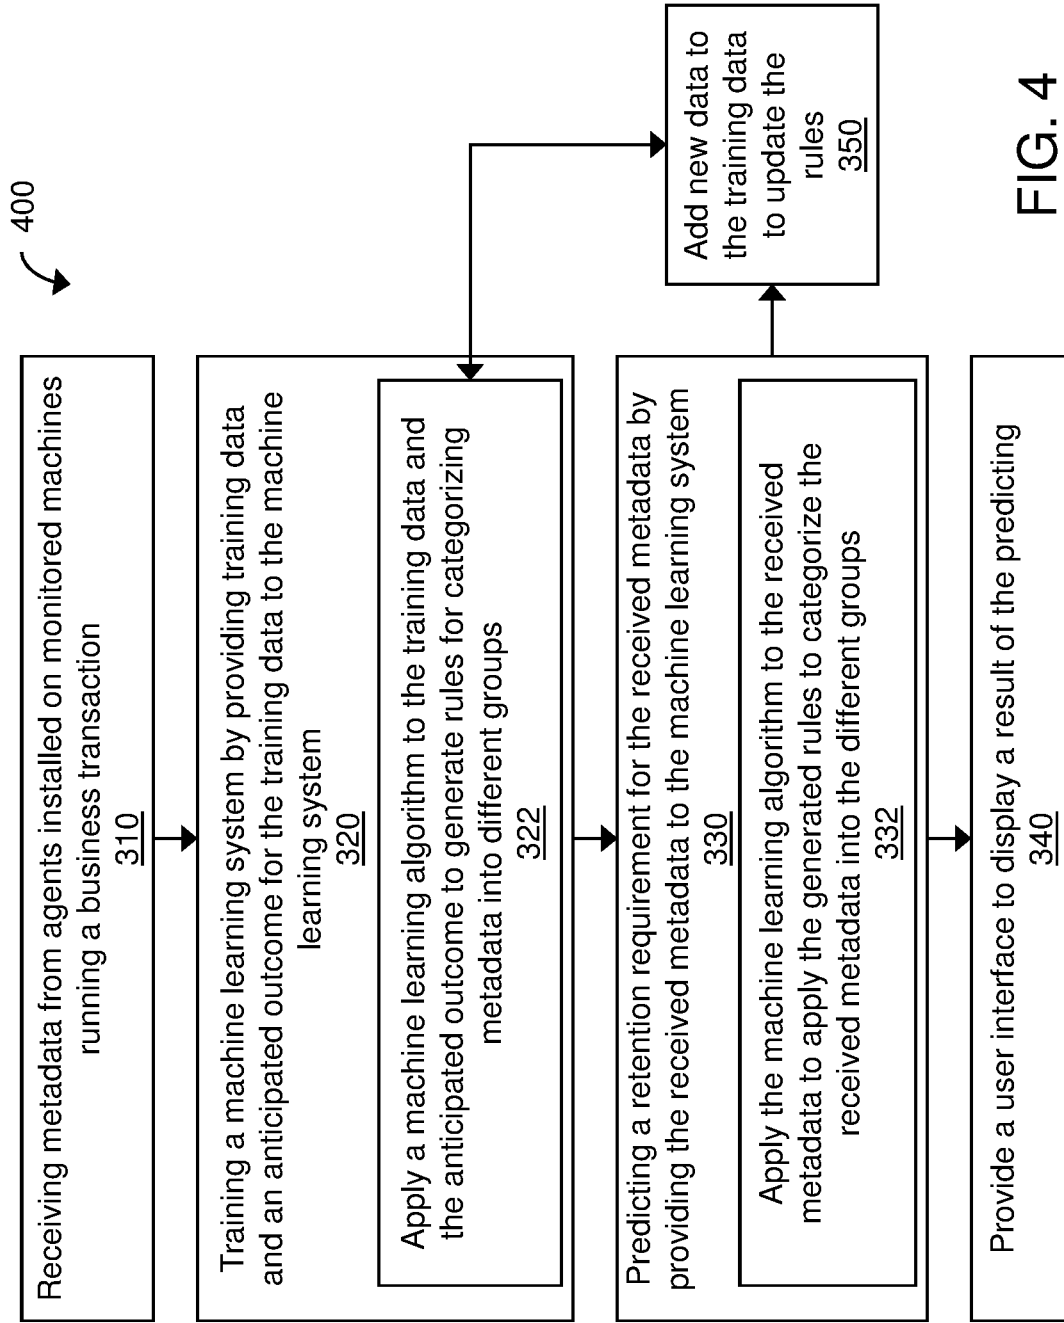 400
Receiving metadata from agents installed on monitored machines
running a business transaction
310
Training a machine learning system by providing training data
and an anticipated outcome for the training data to the machine
learning system
320
Apply a machine learning algorithm to the training data and
the anticipated outcome to generate rules for categorizing
metadata into different groups
322
Predicting a retention requirement for the received metadata by
providing the received metadata to the machine learning system
330
Apply the machine learning algorithm to the received
metadata to apply the generated rules to categorize the
received metadata into the different groups
332
Add new data to
the training data
to update the
rules
350
Provide a user interface to display a result of the predicting
340
FIG. 4